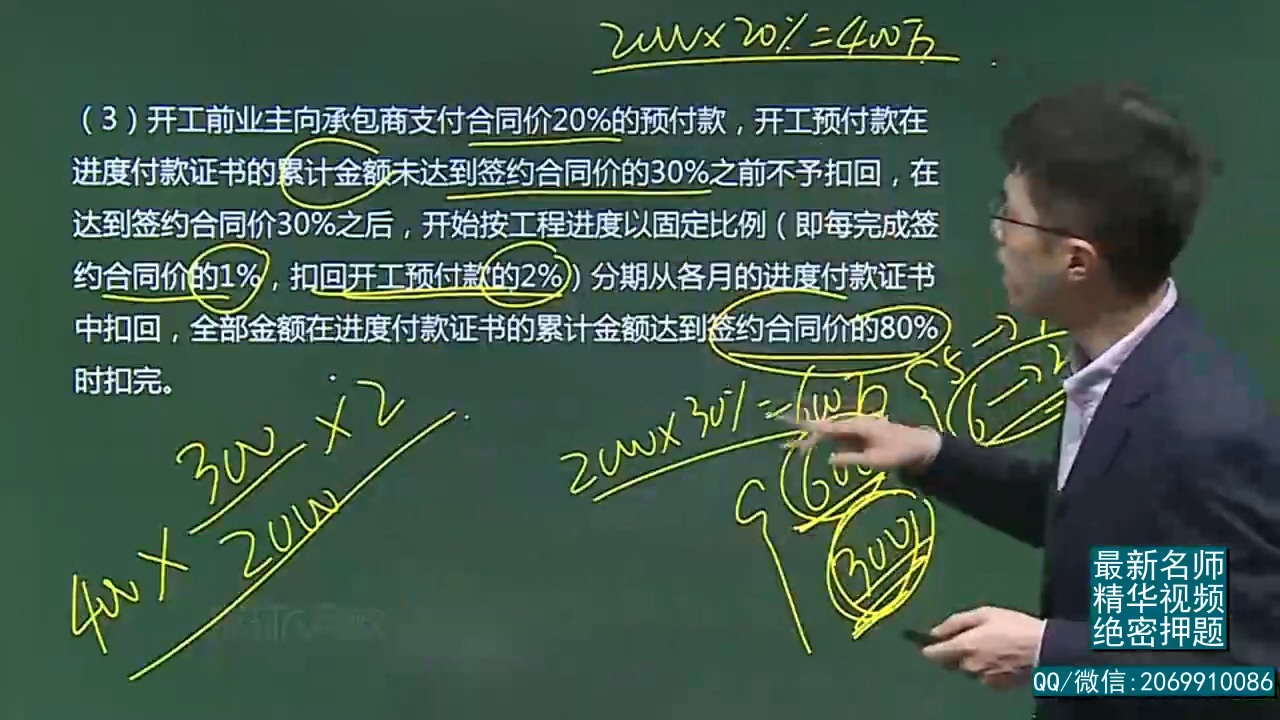 2000×20%=400万
（3）开工前业主向承包商支付合同价20%的预付款，开工预付款在
进度付款证书的累计金额未达到签约合同价的30%之前不予扣回，在
达到签约合同价30%之后，开始按工程进度以固定比例（即每完成签
约合同价的1%，扣回开工预付款的2%）分期从各月的进度付款证书
中扣回，全部金额在进度付款证书的累计金额达到签约合同价的80%
时扣完。
5→
6→
2000×30%=600万
600
300
400×300/2000×2
最新名师
精华视频
绝密押题
QQ/微信:2069910086